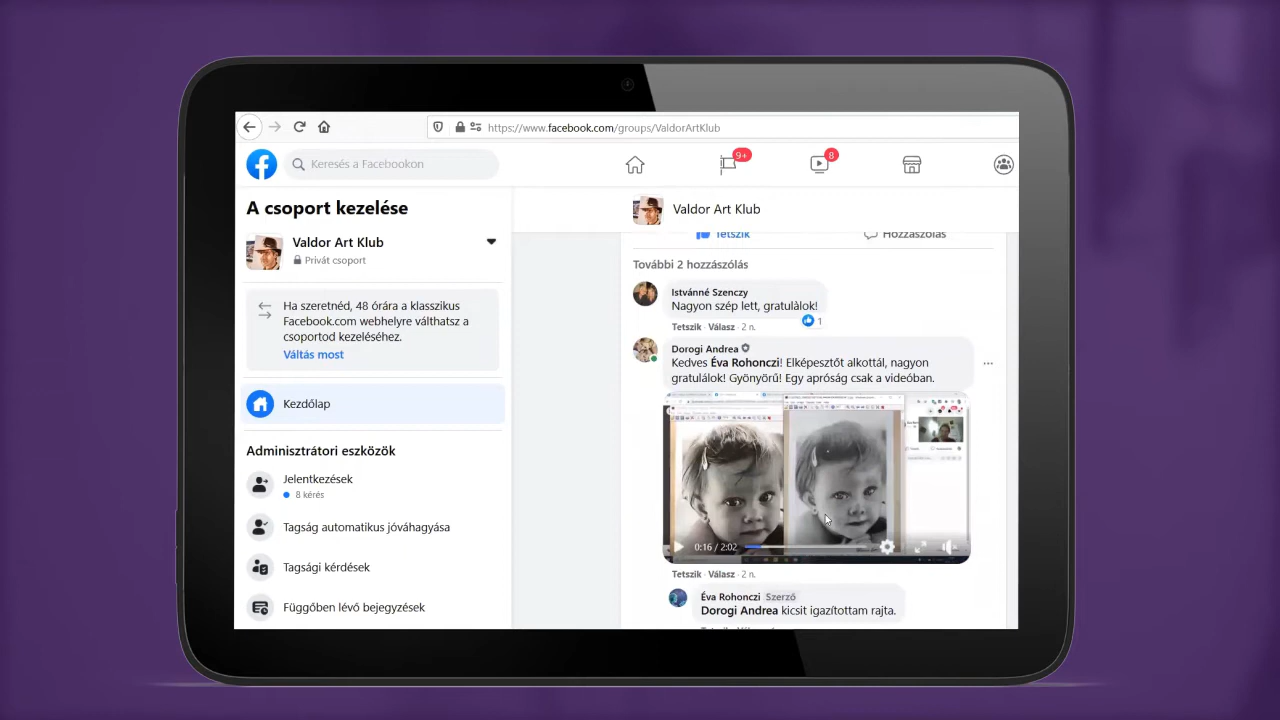 https://www.facebook.com/groups/ValdorArtKlub
Keresés a Facebookon
9+
8
A csoport kezelése
Valdor Art Klub
Privát csoport
Ha szeretnéd, 48 órára a klasszikus
Facebook.com webhelyre válthatsz a
csoportod kezeléséhez.
Váltás most
Kezdőlap
Adminisztrátori eszközök
Jelentkezések
8 kérés
Tagság automatikus jóváhagyása
Tagsági kérdések
Függőben lévő bejegyzések
Valdor Art Klub
Tetszik
Hozzászólás
További 2 hozzászólás
Istvánné Szenczy
Nagyon szép lett, gratulàlok!
1
Tetszik · Válasz · 2 n.
Dorogi Andrea
Kedves Éva Rohonczi! Elképesztőt alkottál, nagyon
gratulálok! Gyönyörű! Egy apróság csak a videóban.
0:16 / 2:02
Tetszik · Válasz · 2 n.
Éva Rohonczi Szerző
Dorogi Andrea kicsit igazítottam rajta.